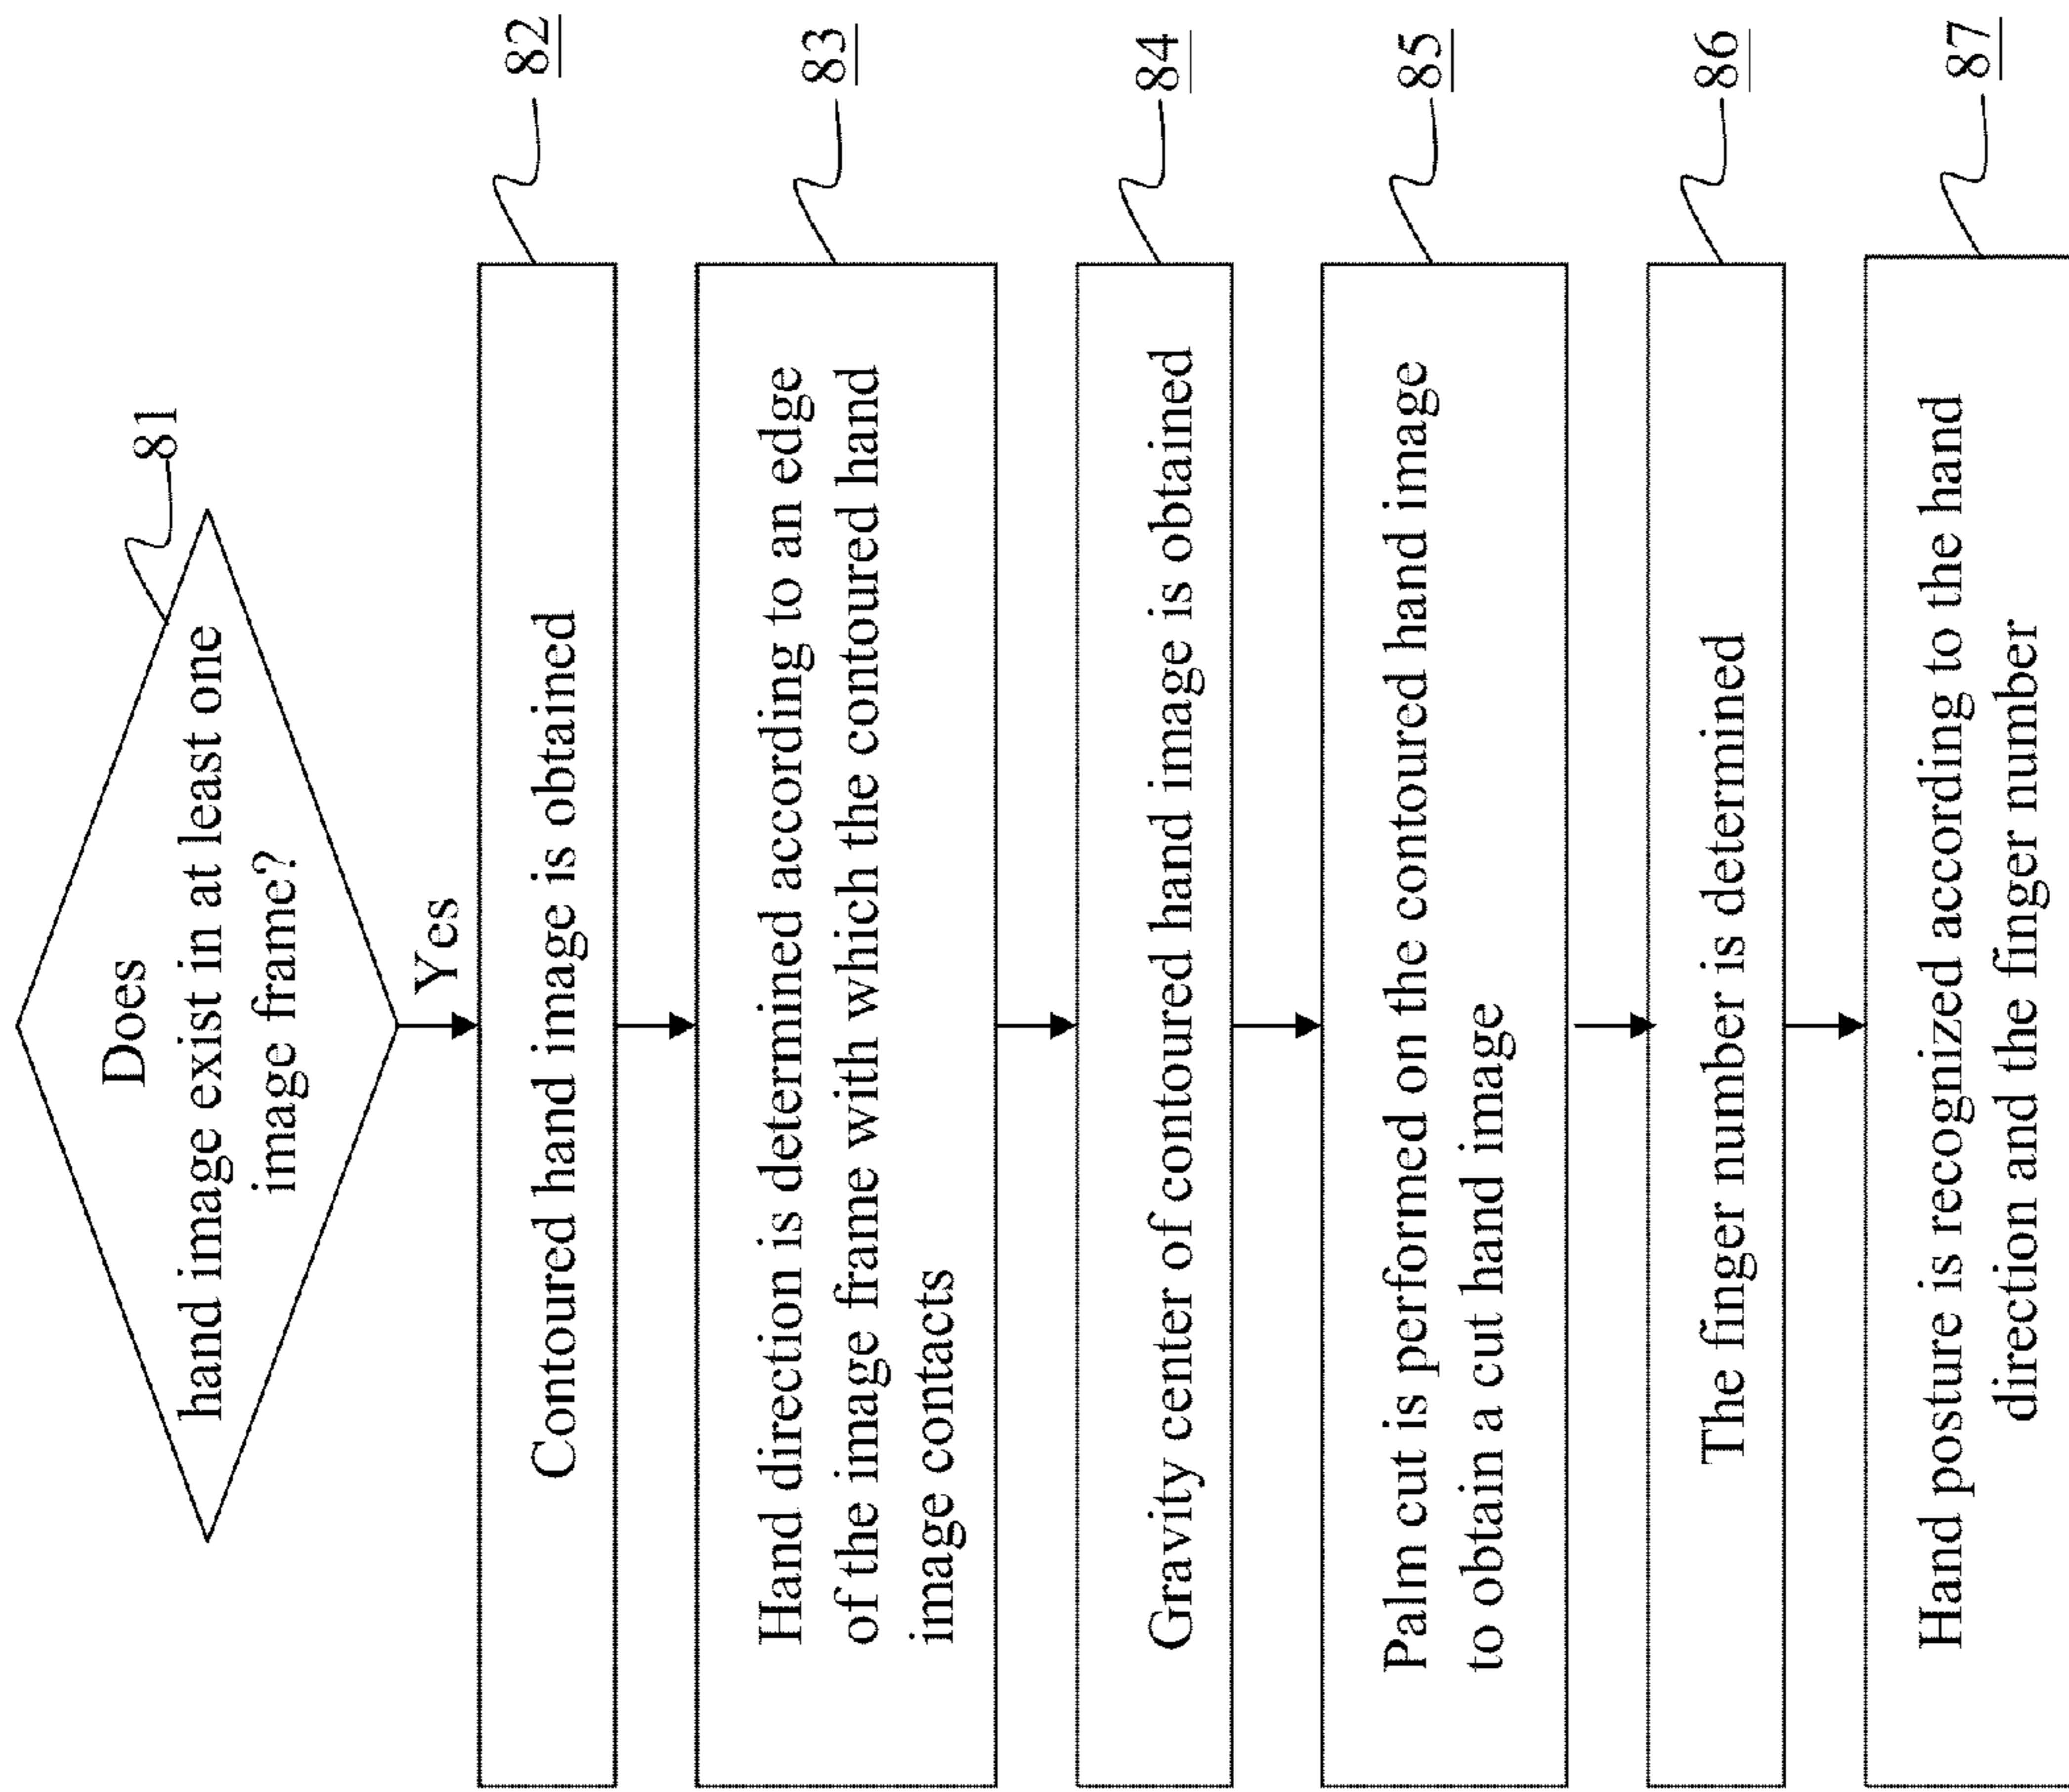 Does
hand image exist in at least one
image frame?
81
Yes
Contoured hand image is obtained
82
Hand direction is determined according to an edge
of the image frame with which the contoured hand
image contacts
83
Gravity center of contoured hand image is obtained
84
Palm cut is performed on the contoured hand image
to obtain a cut hand image
85
The finger number is determined
86
Hand posture is recognized according to the hand
direction and the finger number
87